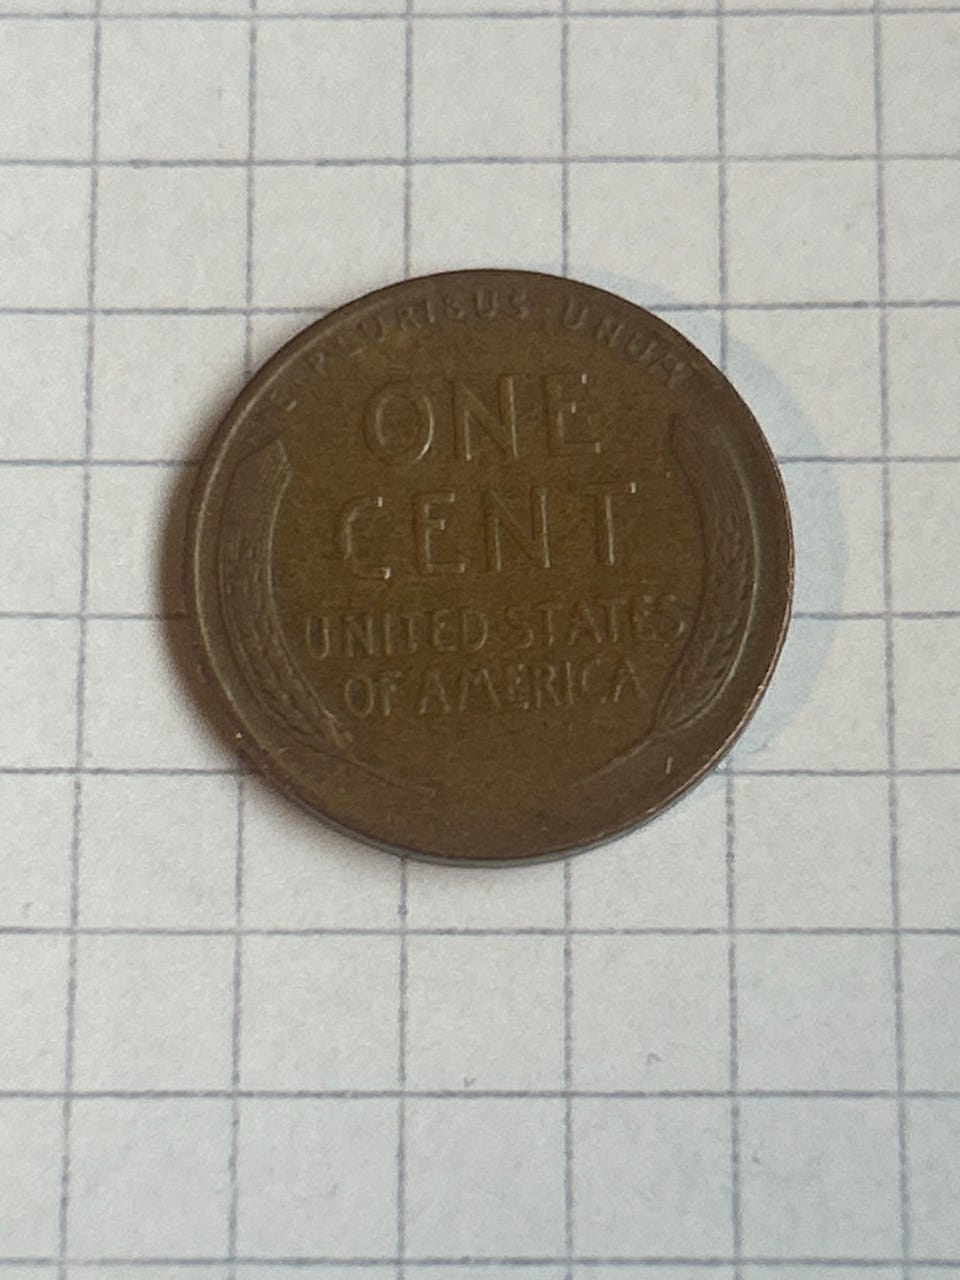 E·PLURIBUS·UNUM
ONE
CENT
UNITED·STATES
OF·AMERICA